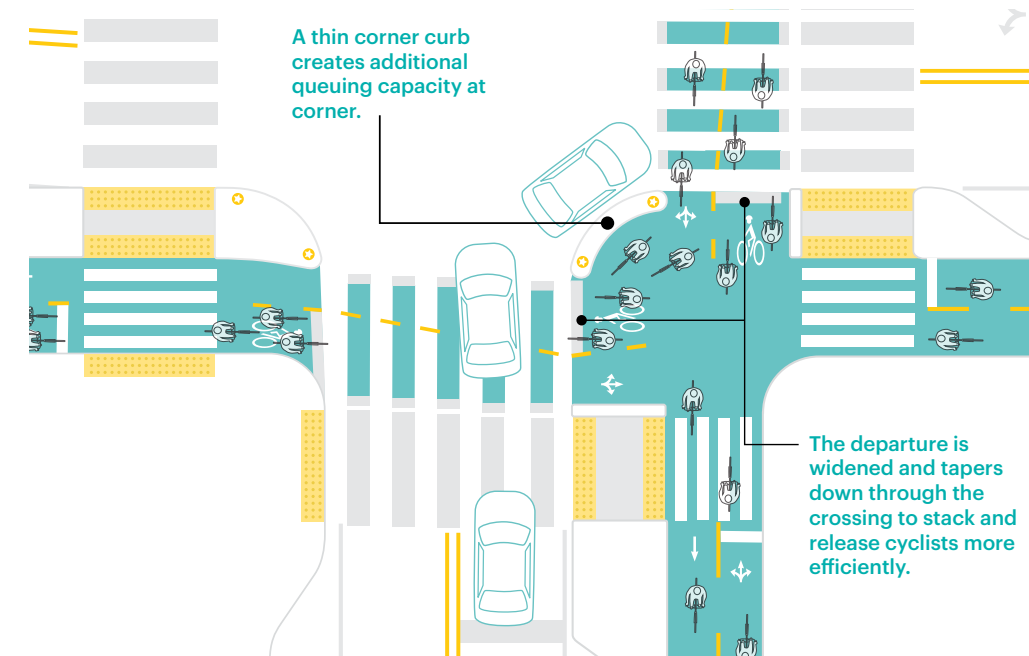 A thin corner curb
creates additional
queuing capacity at
corner.
The departure is
widened and tapers
down through the
crossing to stack and
release cyclists more
efficiently.